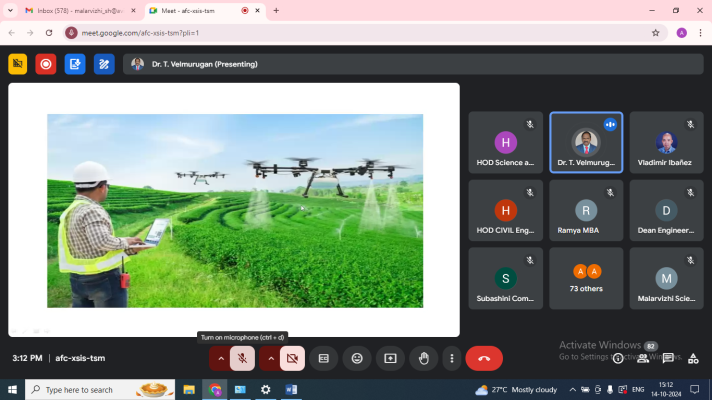 Inbox (578) - malarvizhi_sh@a
Meet - afc-xsis-tsm
meet.google.com/afc-xsis-tsm?pli=1
A
Dr. T. Velmurugan (Presenting)
H
HOD Science a...
Dr. T. Velmurug...
Vladimir Ibañez
H
HOD CIVIL Eng...
R
Ramya MBA
D
Dean Engineer...
S
Subashini Com...
A A
73 others
M
Malarvizhi Scie...
Turn on microphone (ctrl + d)
3:12 PM | afc-xsis-tsm
Activate Windows
Go to Settings to activate Windows.
82
Type here to search
27°C Mostly cloudy
ENG
15:12
14-10-2024